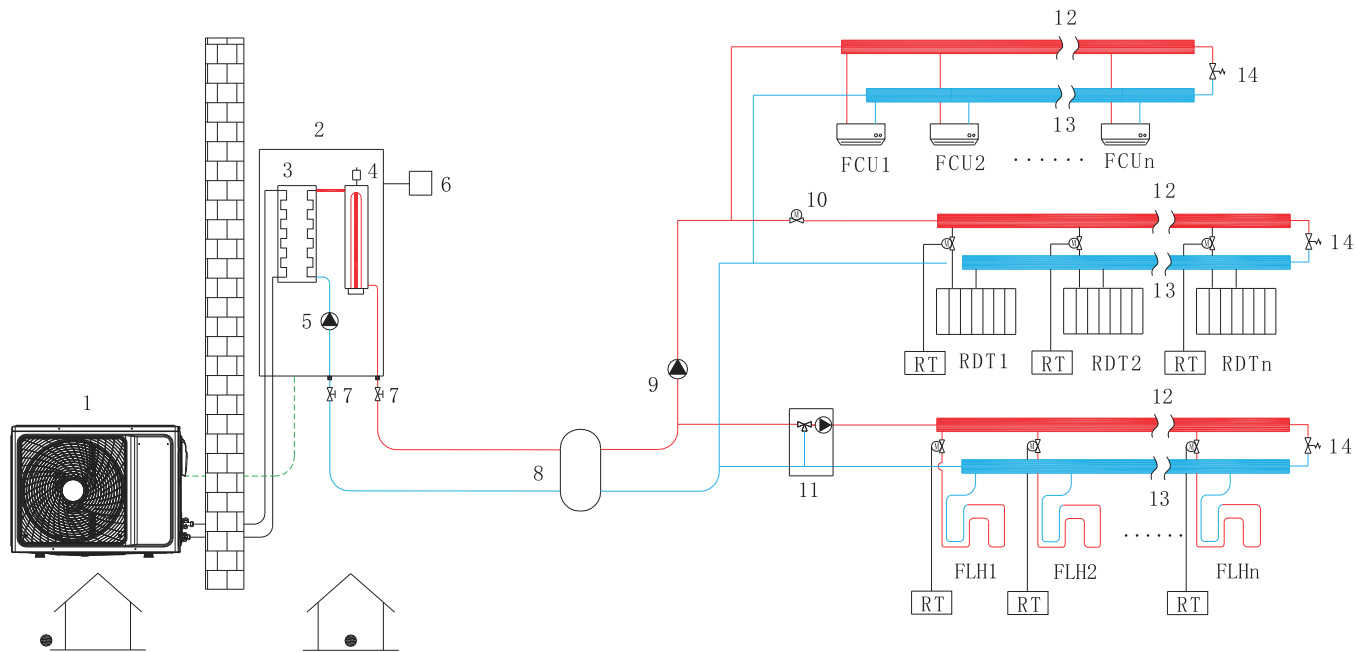 12
14
13
FCU1
FCU2
......
FCUn
2
3
4
6
5
7
7
1
10
M
12
14
M
M
M
13
RT
RDT1
RT
RDT2
RT
RDTn
9
8
11
12
14
M
M
M
13
FLH1
FLH2
......
FLHn
RT
RT
RT